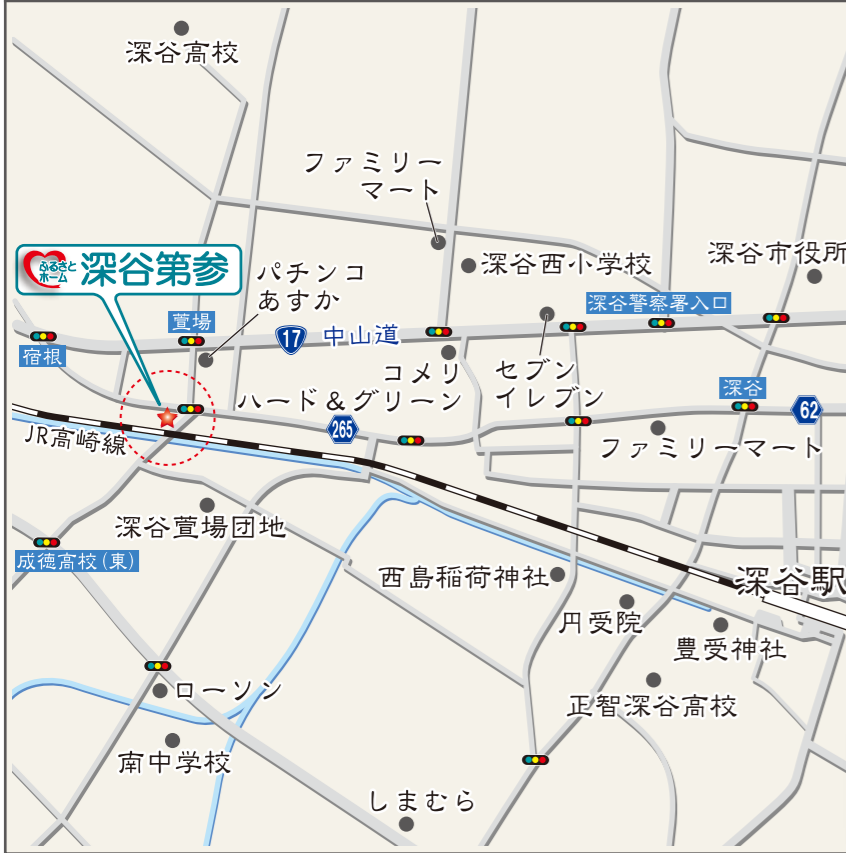 深谷高校
ファミリー
マート
ふるさと
ホーム
深谷第参
パチンコ
あすか
深谷西小学校
深谷市役所
萱場
17
中山道
深谷警察署入口
宿根
コメリ
ハード&グリーン
セブン
イレブン
深谷
62
265
JR高崎線
ファミリーマート
深谷萱場団地
成徳高校(東)
西島稲荷神社
深谷駅
円受院
豊受神社
ローソン
正智深谷高校
南中学校
しまむら